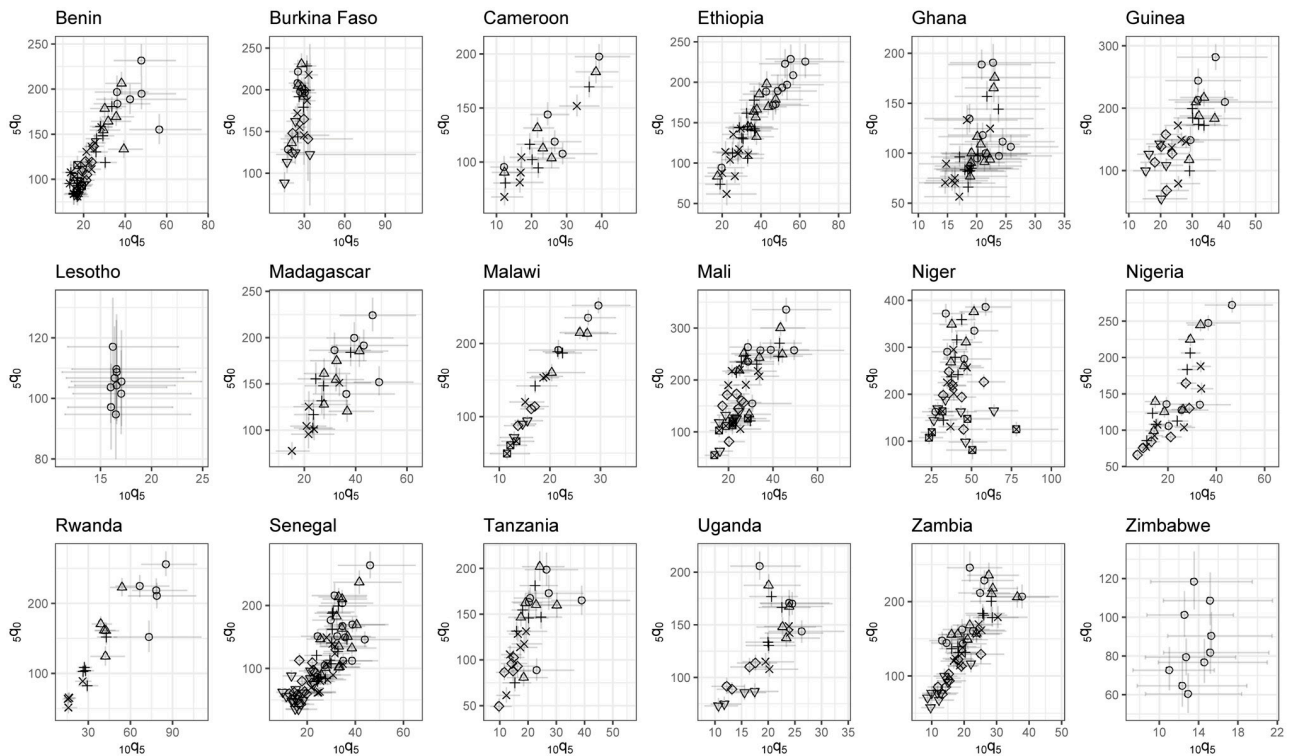 Benin
Burkina Faso
Cameroon
Ethiopia
Ghana
Guinea
250
200
150
100
5q0
20 40 60 80
10q5
250
200
150
100
5q0
0 30 60 90
10q5
200
150
100
5q0
10 20 30 40
10q5
250
200
150
100
50
5q0
20 40 60 80
10q5
200
150
100
50
5q0
10 15 20 25 30 35
10q5
300
200
100
5q0
10 20 30 40 50
10q5
Lesotho
Madagascar
Malawi
Mali
Niger
Nigeria
120
100
80
5q0
15 20 25
10q5
250
200
150
100
5q0
20 40 60
10q5
200
100
5q0
10 20 30
10q5
300
200
100
5q0
20 40 60
10q5
400
300
200
100
5q0
25 50 75 100
10q5
250
200
150
100
50
5q0
20 40 60
10q5
Rwanda
Senegal
Tanzania
Uganda
Zambia
Zimbabwe
200
100
5q0
30 60 90
10q5
200
100
5q0
20 40 60
10q5
200
150
100
50
5q0
10 20 30 40 50
10q5
200
150
100
5q0
10 15 20 25 30 35
10q5
250
200
150
100
50
5q0
10 20 30 40 50
10q5
120
100
80
60
5q0
10 14 18 22
10q5